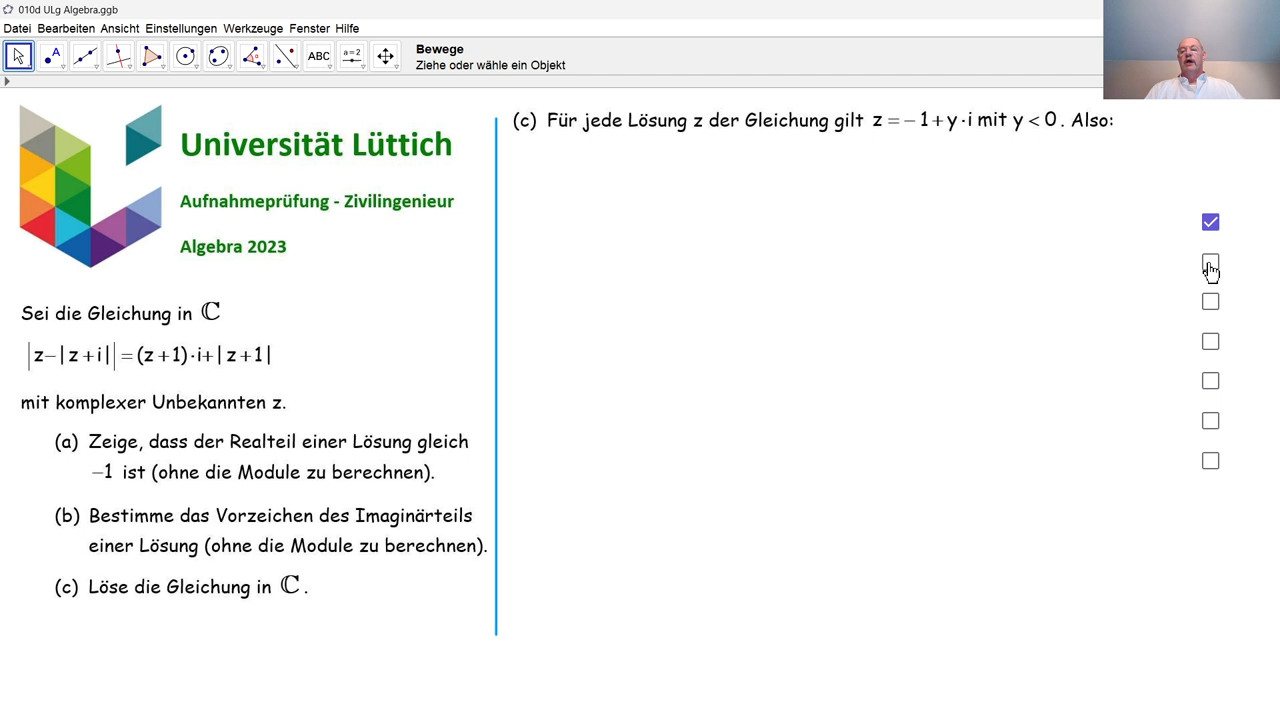 010d ULg Algebra.ggb
Datei Bearbeiten Ansicht Einstellungen Werkzeuge Fenster Hilfe
A
ABC
a=2
Bewege
Ziehe oder wähle ein Objekt
Universität Lüttich
Aufnahmeprüfung - Zivilingenieur
Algebra 2023
Sei die Gleichung in ℂ
|z−|z+i||=(z+1)·i+|z+1|
mit komplexer Unbekannten z.
(a) Zeige, dass der Realteil einer Lösung gleich
−1 ist (ohne die Module zu berechnen).
(b) Bestimme das Vorzeichen des Imaginärteils
einer Lösung (ohne die Module zu berechnen).
(c) Löse die Gleichung in ℂ.
(c) Für jede Lösung z der Gleichung gilt z=−1+y·i mit y<0. Also: